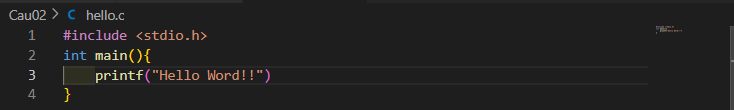 Cau02 > C hello.c
1 #include <stdio.h>
2 int main(){
3 printf("Hello Word!!")
4 }